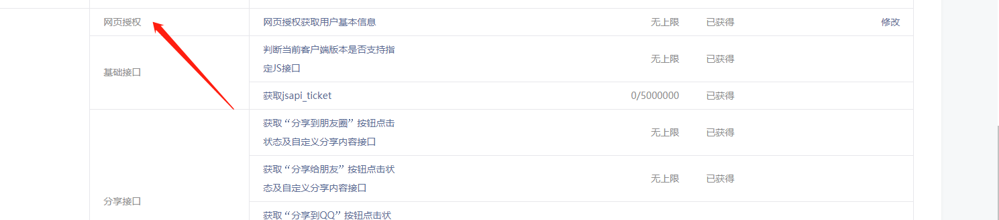 网页授权
网页授权获取用户基本信息
无上限
已获得
修改
基础接口
判断当前客户端版本是否支持指
定JS接口
无上限
已获得
获取jsapi_ticket
0/5000000
已获得
分享接口
获取“分享到朋友圈”按钮点击
状态及自定义分享内容接口
无上限
已获得
获取“分享给朋友”按钮点击状
态及自定义分享内容接口
无上限
已获得
获取“分享到QQ”按钮点击状